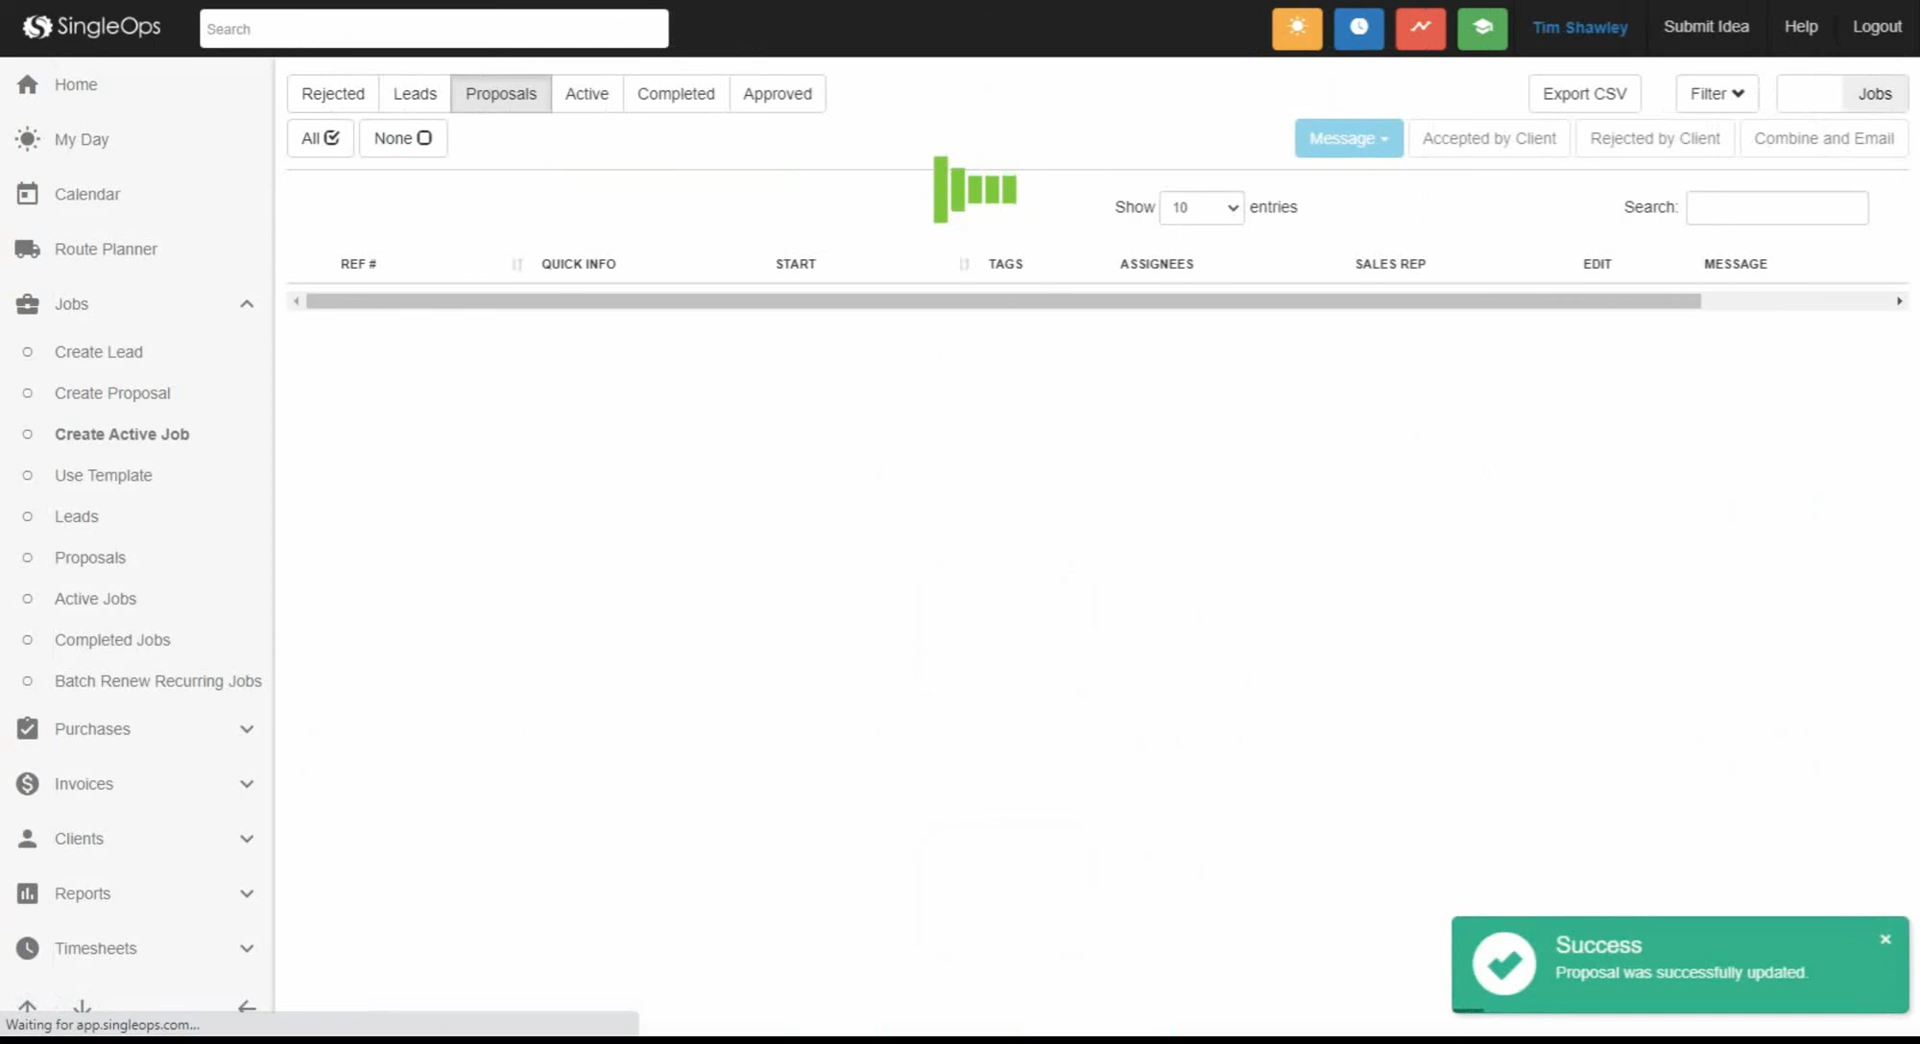 SingleOps
Search
Tim Shawley
Submit Idea
Help
Logout
Home
My Day
Calendar
Route Planner
Jobs
Create Lead
Create Proposal
Create Active Job
Use Template
Leads
Proposals
Active Jobs
Completed Jobs
Batch Renew Recurring Jobs
Purchases
Invoices
Clients
Reports
Timesheets
Waiting for app.singleops.com...
Rejected
Leads
Proposals
Active
Completed
Approved
Export CSV
Filter
Jobs
All
None
Message
Accepted by Client
Rejected by Client
Combine and Email
Show 10 entries
Search:
REF #
QUICK INFO
START
TAGS
ASSIGNEES
SALES REP
EDIT
MESSAGE
Success
Proposal was successfully updated.